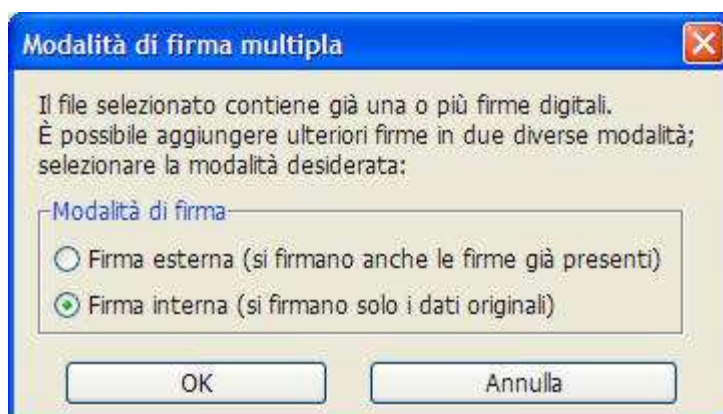 Modalità di firma multipla
Il file selezionato contiene già una o più firme digitali.
È possibile aggiungere ulteriori firme in due diverse modalità;
selezionare la modalità desiderata:
Modalità di firma
Firma esterna (si firmano anche le firme già presenti)
Firma interna (si firmano solo i dati originali)
OK Annulla